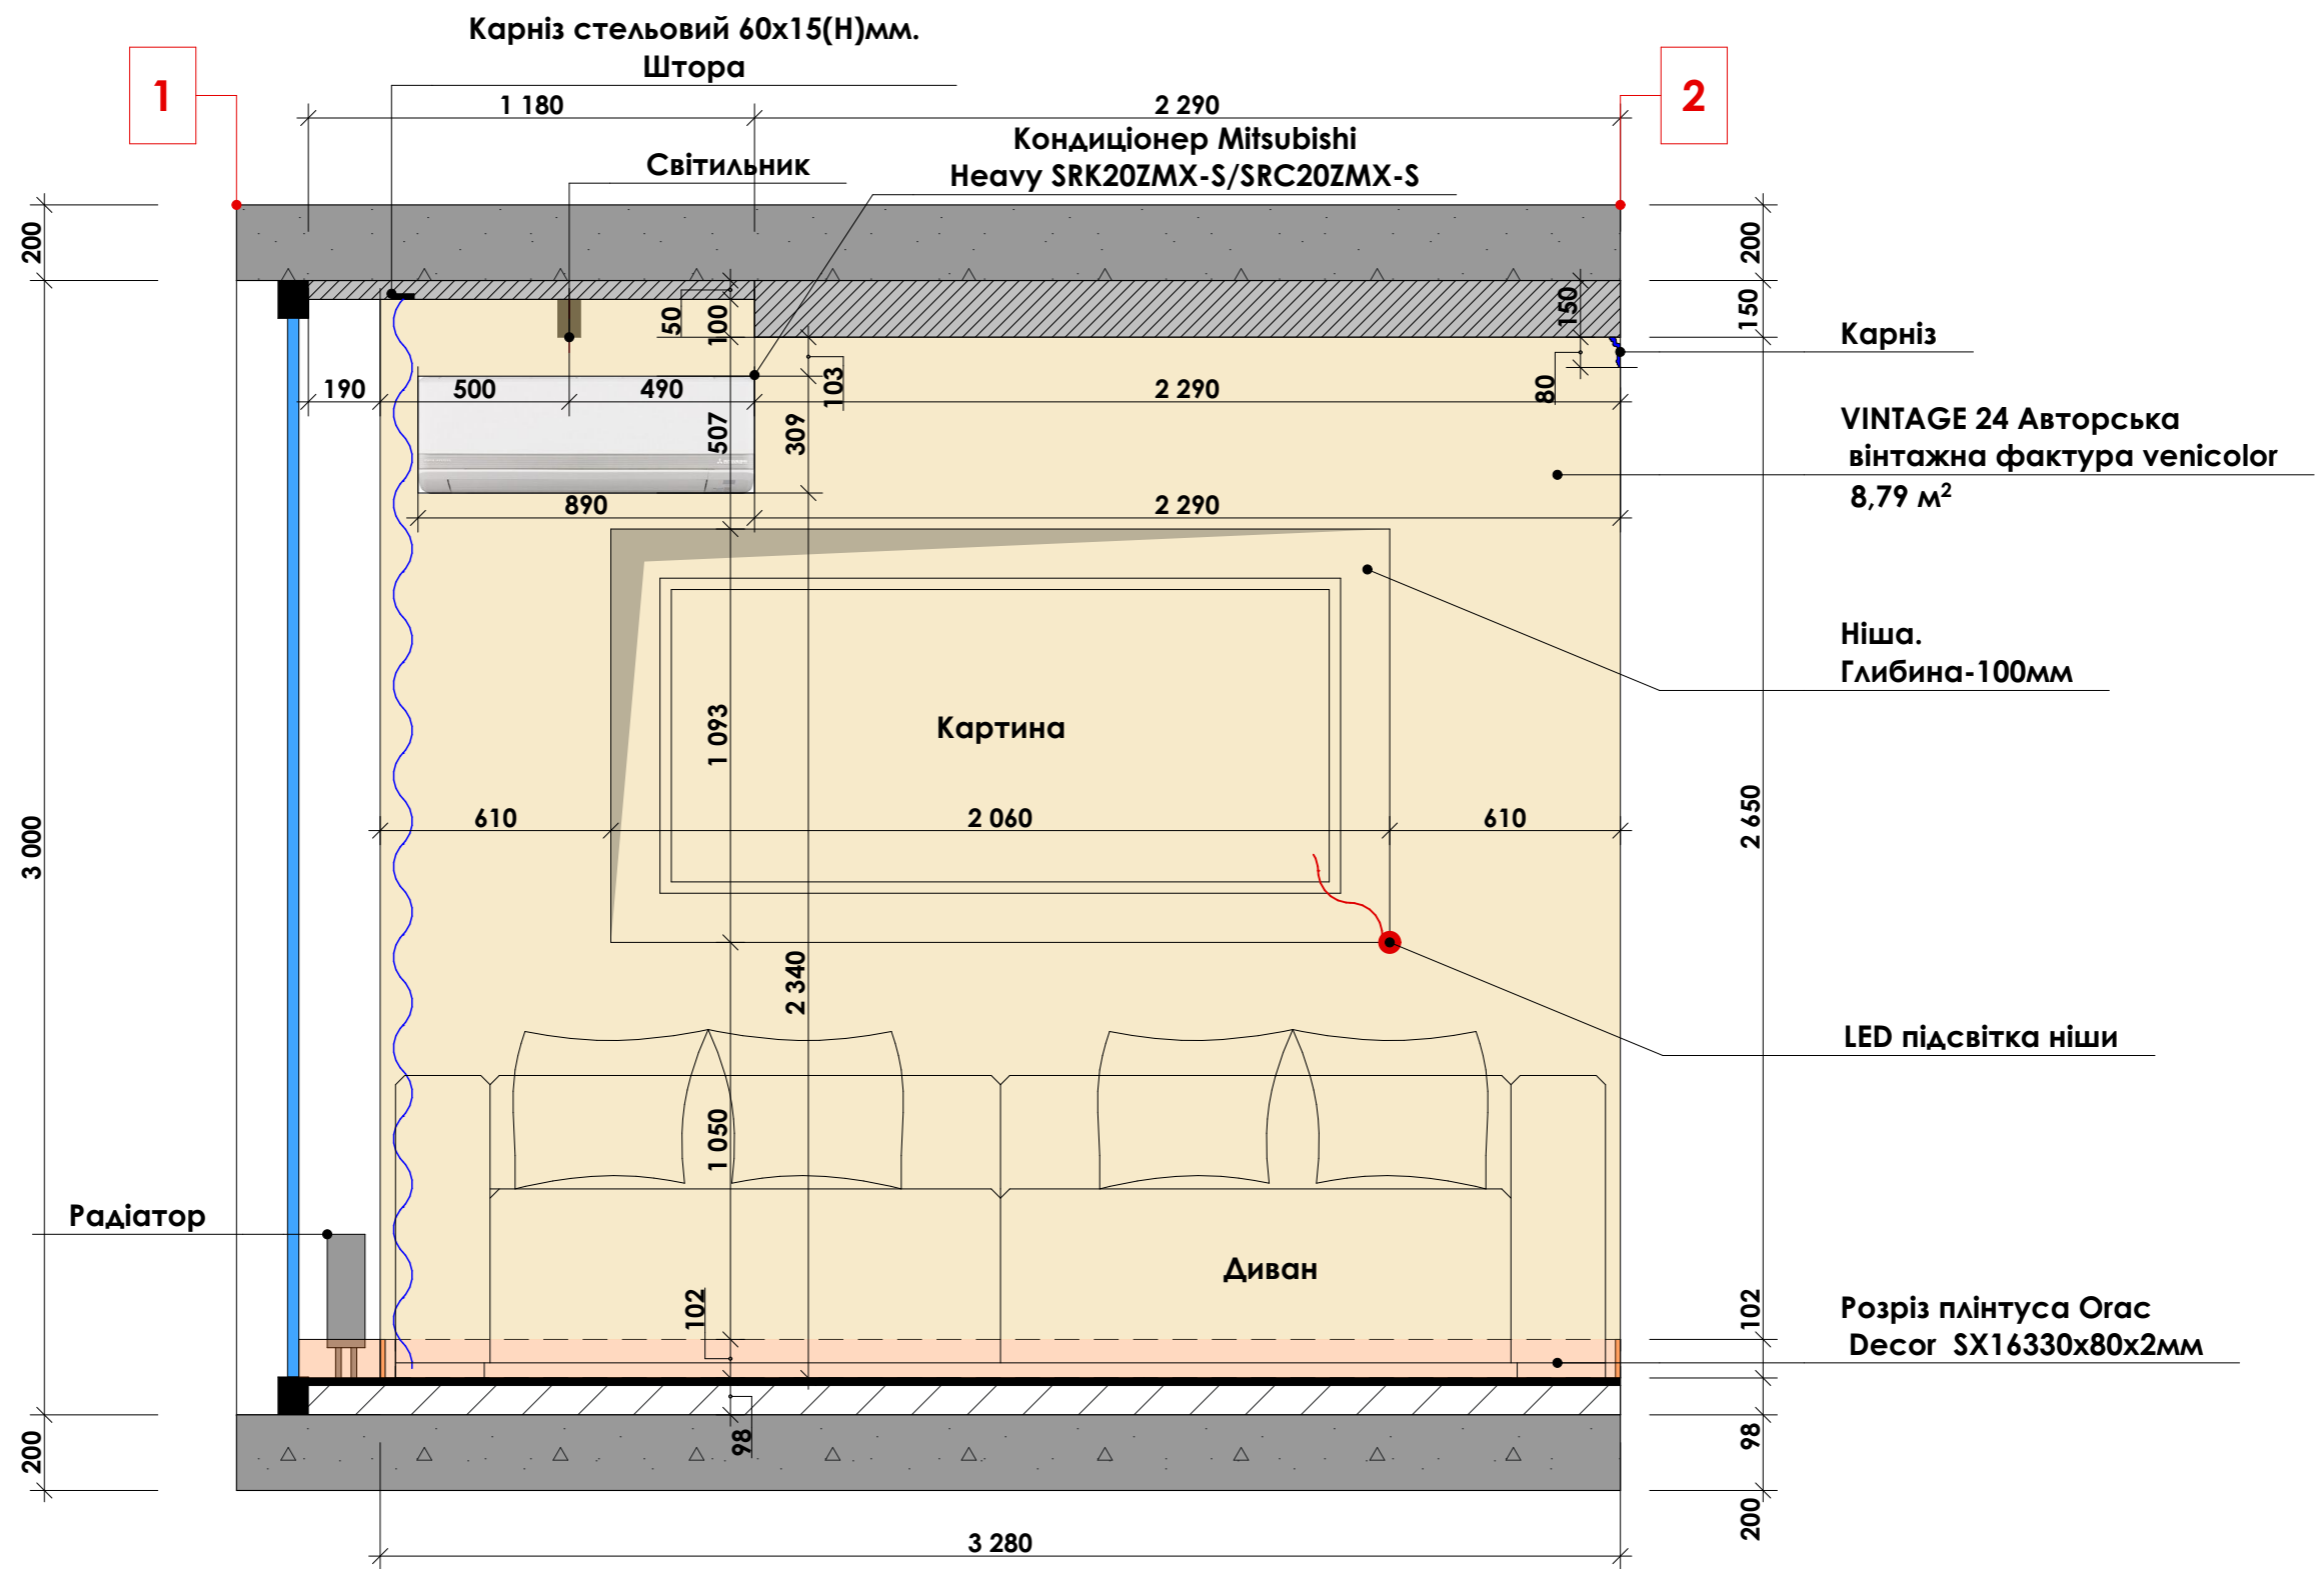 Карніз стельовий 60х15(Н)мм.
Штора
1
2
1 180
2 290
Кондиціонер Mitsubishi
Heavy SRK20ZMX-S/SRC20ZMX-S
Світильник
200
200
50
100
150
150
Карніз
190
500
490
103
2 290
80
507
309
VINTAGE 24 Авторська
вінтажна фактура venicolor
8,79 м²
890
2 290
Ніша.
Глибина-100мм
1 093
Картина
610
2 060
610
3 000
2 650
2 340
LED підсвітка ніши
1 050
Радіатор
Диван
102
102
Розріз плінтуса Orac
Decor SX16330х80х2мм
98
98
200
200
3 280